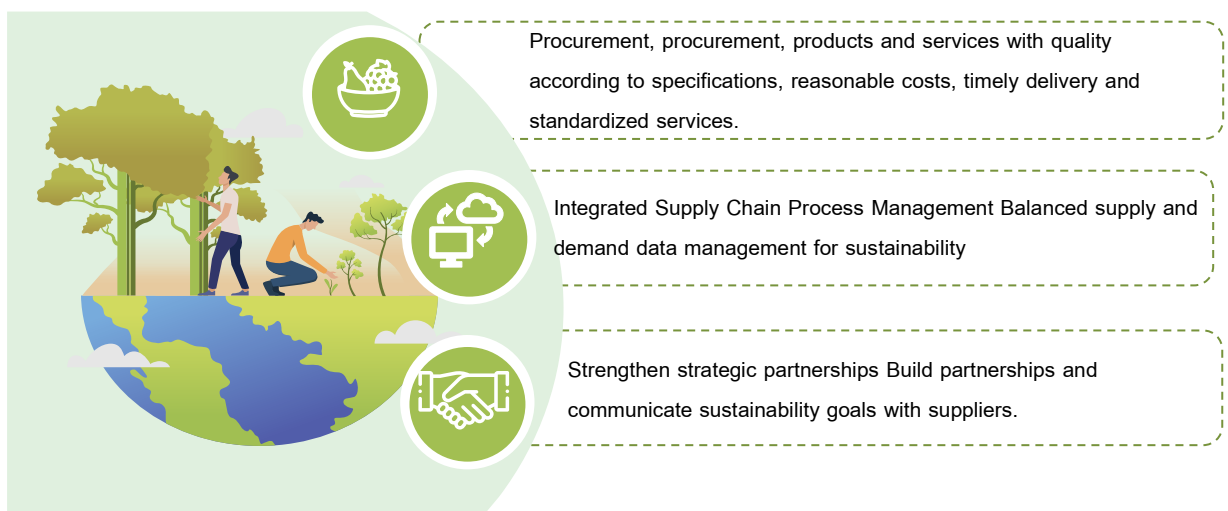 Procurement, procurement, products and services with quality
according to specifications, reasonable costs, timely delivery and
standardized services.
Integrated Supply Chain Process Management Balanced supply and
demand data management for sustainability
Strengthen strategic partnerships Build partnerships and
communicate sustainability goals with suppliers.